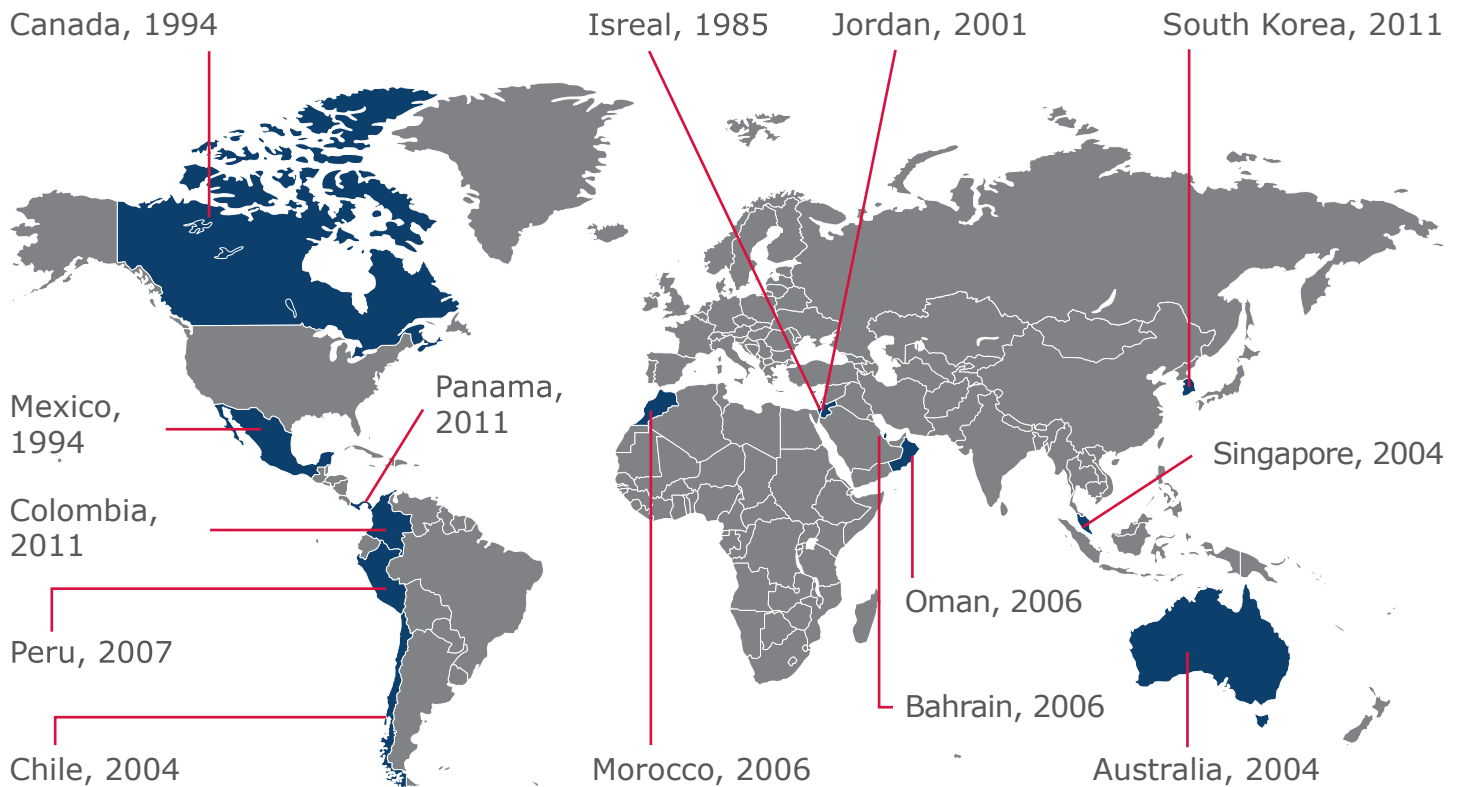 Canada, 1994
Isreal, 1985
Jordan, 2001
South Korea, 2011
Panama,
2011
Mexico,
1994
Singapore, 2004
Colombia,
2011
Oman, 2006
Peru, 2007
Bahrain, 2006
Chile, 2004
Morocco, 2006
Australia, 2004